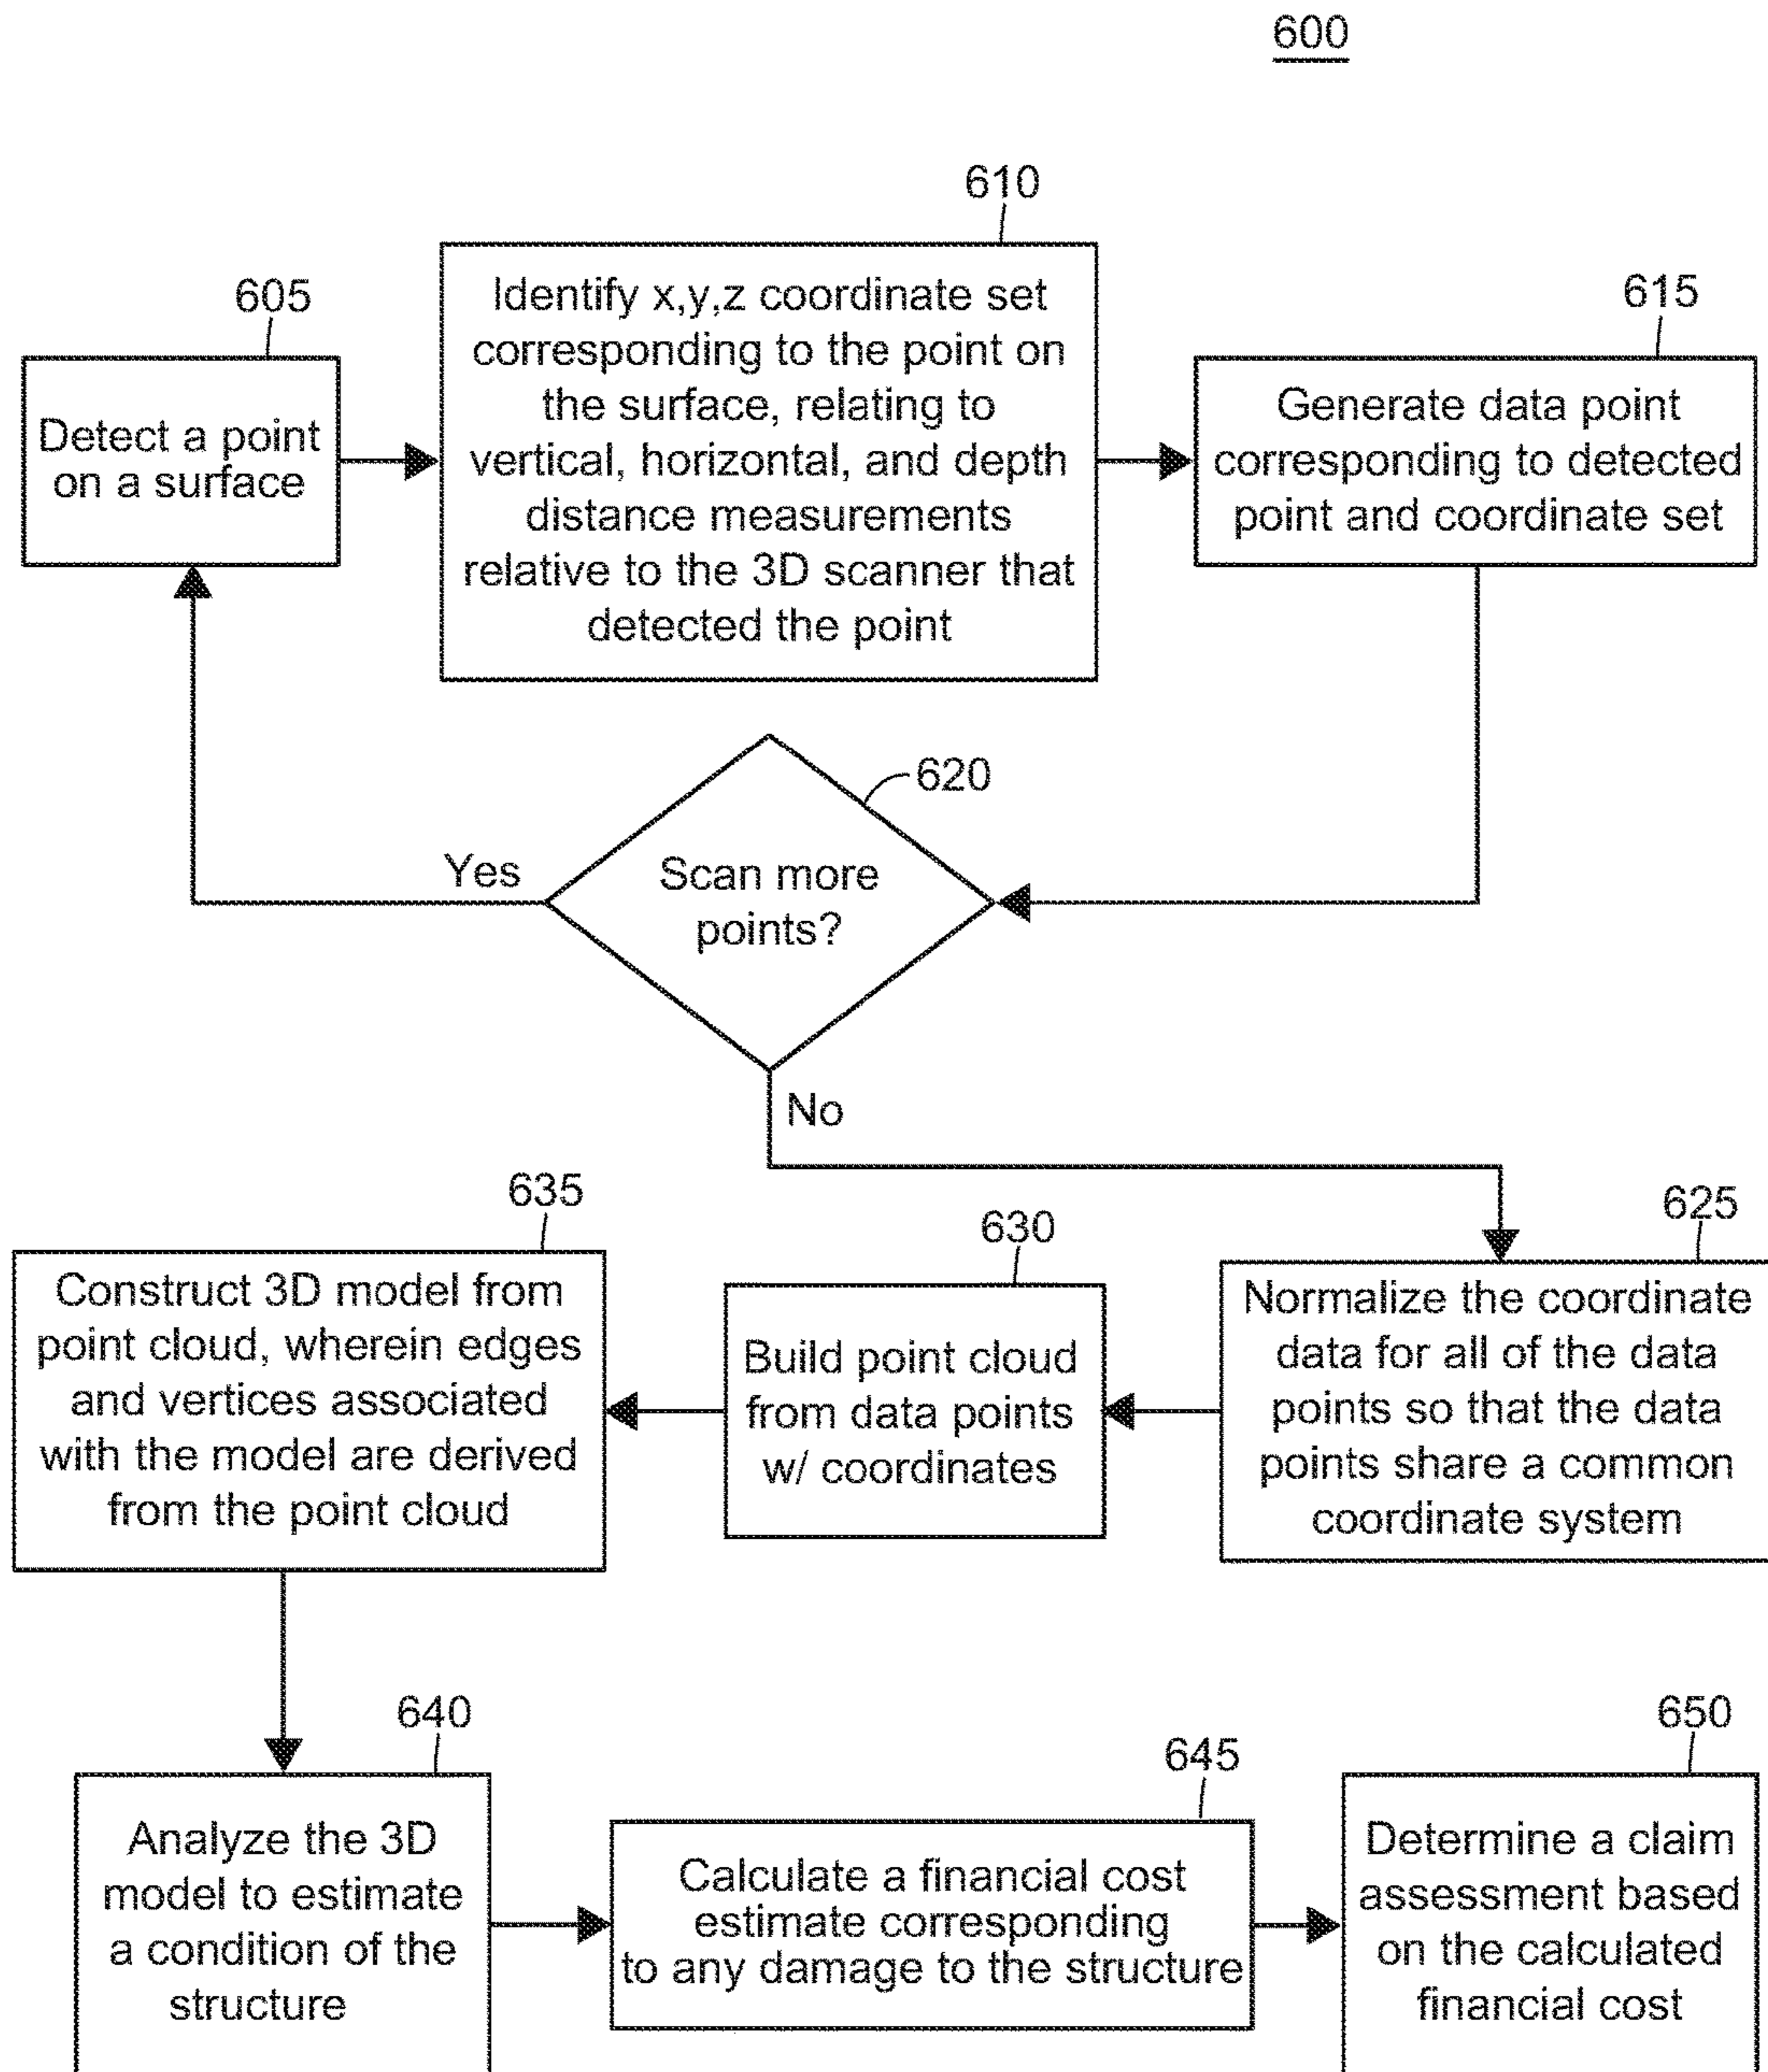 600
610
Identify x,y,z coordinate set
corresponding to the point on
the surface, relating to
vertical, horizontal, and depth
distance measurements
relative to the 3D scanner that
detected the point
605
Detect a point
on a surface
615
Generate data point
corresponding to detected
point and coordinate set
620
Scan more
points?
Yes
No
625
Normalize the coordinate
data for all of the data
points so that the data
points share a common
coordinate system
630
Build point cloud
from data points
w/ coordinates
635
Construct 3D model from
point cloud, wherein edges
and vertices associated
with the model are derived
from the point cloud
640
Analyze the 3D
model to estimate
a condition of the
structure
645
Calculate a financial cost
estimate corresponding
to any damage to the structure
650
Determine a claim
assessment based
on the calculated
financial cost